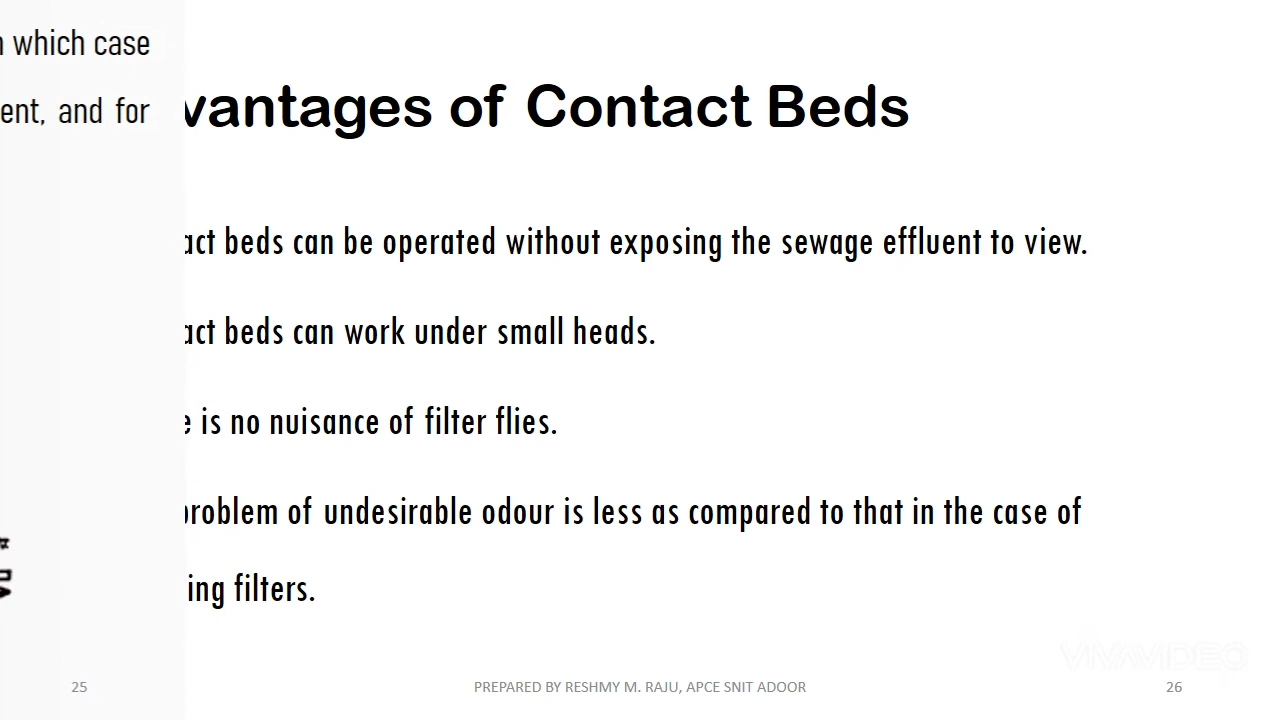 which case
ent, and for
vantages of Contact Beds
act beds can be operated without exposing the sewage effluent to view.
act beds can work under small heads.
e is no nuisance of filter flies.
problem of undesirable odour is less as compared to that in the case of
ing filters.
VIVAVIDEO
25
PREPARED BY RESHMY M. RAJU, APCE SNIT ADOOR
26